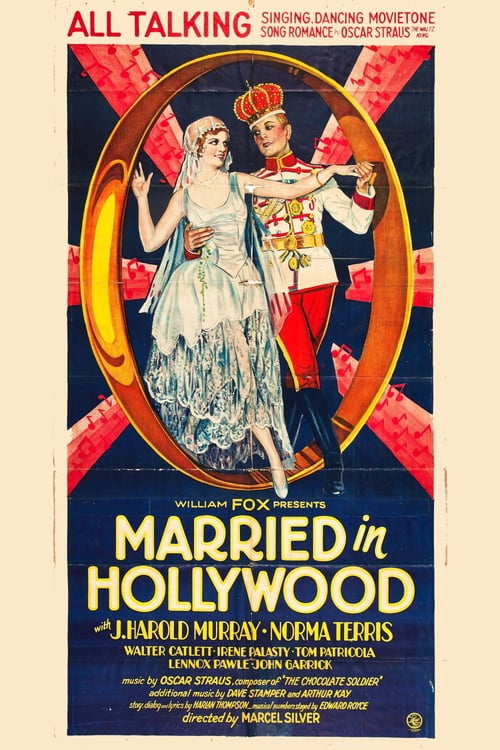 ALL TALKING
SINGING, DANCING MOVIETONE
SONG ROMANCE by OSCAR STRAUS THE WALTZ KING
WILLIAM FOX PRESENTS
MARRIED in
HOLLYWOOD
with J. HAROLD MURRAY · NORMA TERRIS
WALTER CATLETT · IRENE PALASTY · TOM PATRICOLA
LENNOX PAWLE · JOHN GARRICK
music by OSCAR STRAUS, composer of "THE CHOCOLATE SOLDIER"
additional music by DAVE STAMPER and ARTHUR KAY
story, dialog and lyrics by HARLAN THOMPSON... musical numbers staged by EDWARD ROYCE
directed by MARCEL SILVER